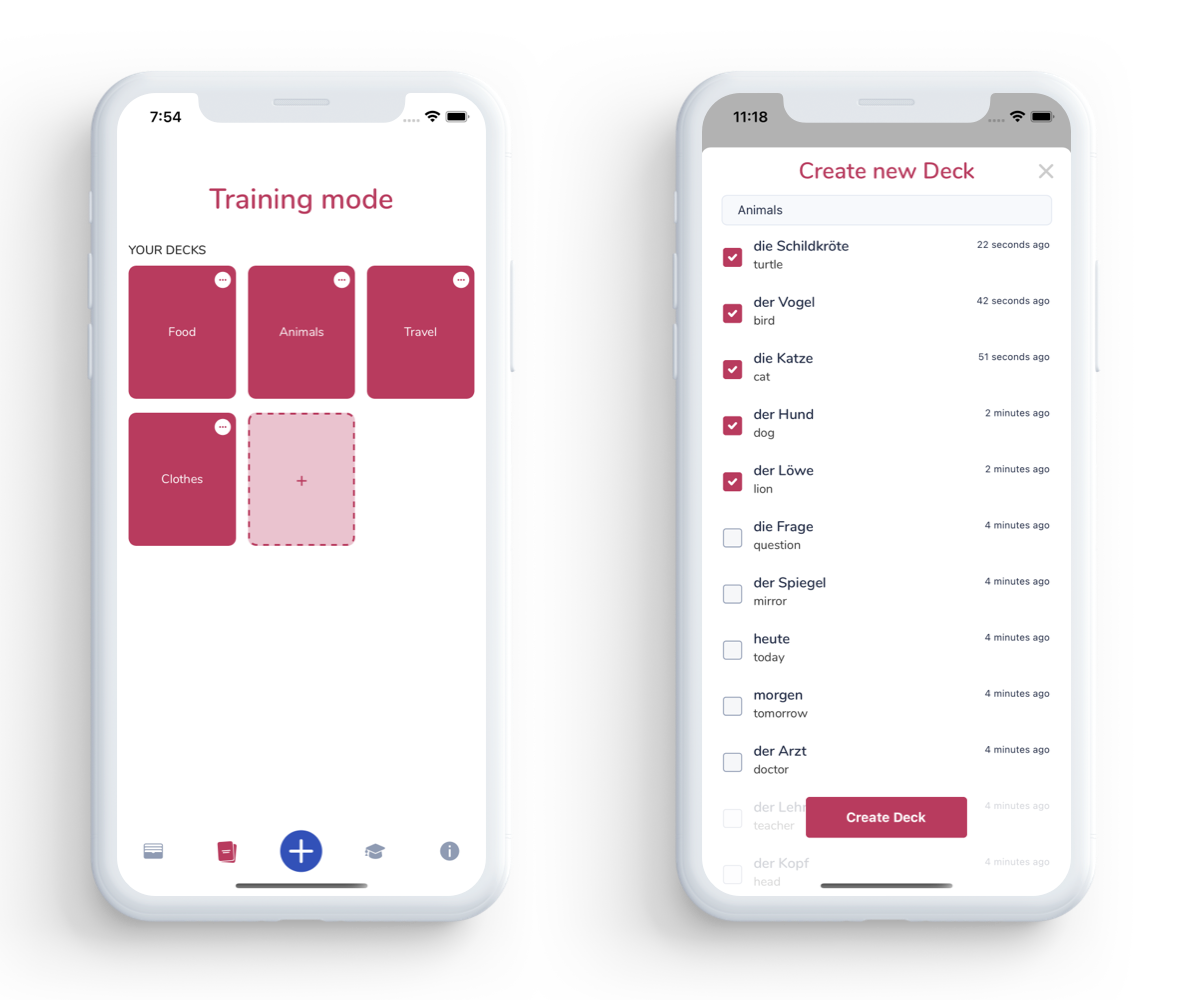 7:54
Training mode
YOUR DECKS
Food
Animals
Travel
Clothes
+
11:18
Create new Deck
Animals
die Schildkröte
22 seconds ago
turtle
der Vogel
42 seconds ago
bird
die Katze
51 seconds ago
cat
der Hund
2 minutes ago
dog
der Löwe
2 minutes ago
lion
die Frage
4 minutes ago
question
der Spiegel
4 minutes ago
mirror
heute
4 minutes ago
today
morgen
4 minutes ago
tomorrow
der Arzt
4 minutes ago
doctor
der Leh
4 minutes ago
teacher
Create Deck
der Kopf
4 minutes ago
head